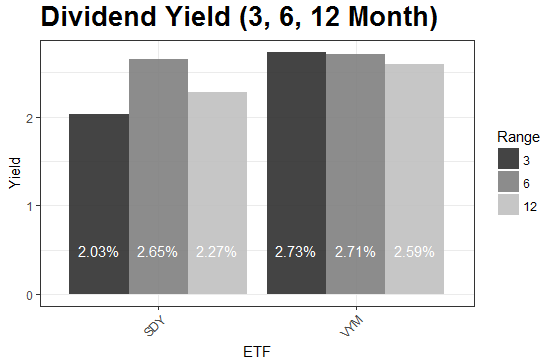 Dividend Yield (3, 6, 12 Month)
Yield
2
1
0
2.03%
2.65%
2.27%
2.73%
2.71%
2.59%
SDY
VYM
ETF
Range
3
6
12